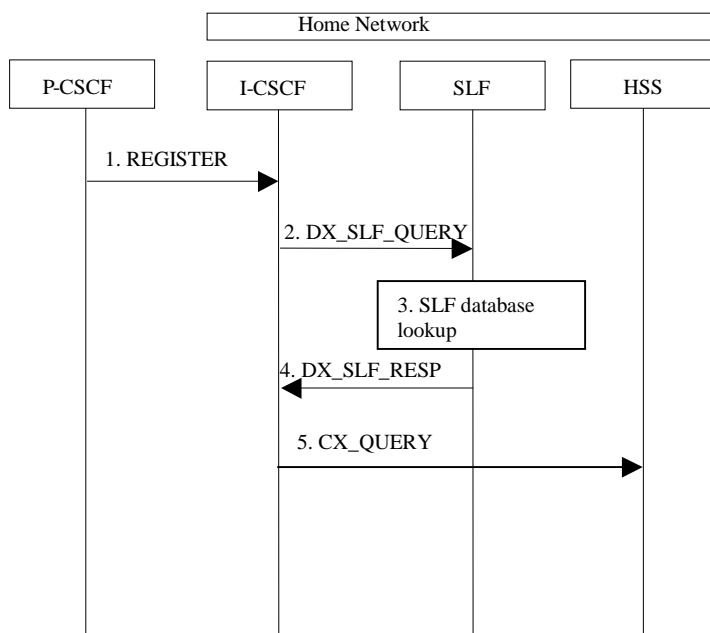 Home Network
P-CSCF
I-CSCF
SLF
HSS
1. REGISTER
2. DX_SLF_QUERY
3. SLF database
lookup
4. DX_SLF_RESP
5. CX_QUERY